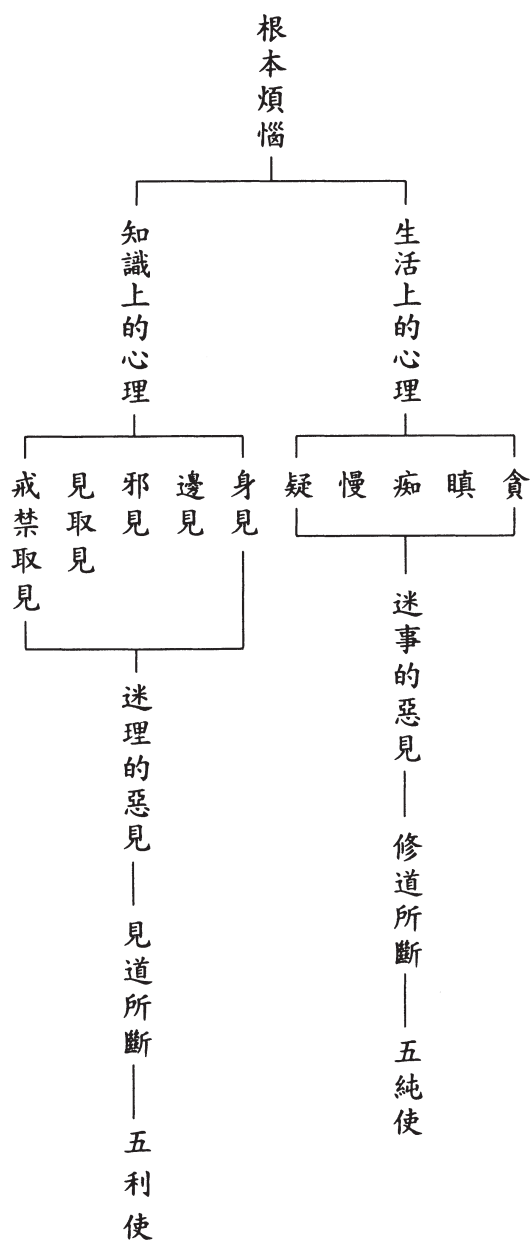 根本煩惱
生活上的心理
貪
瞋
痴
慢
疑
迷事的惡見
修道所斷
五純使
知識上的心理
身見
邊見
邪見
見取見
戒禁取見
迷理的惡見
見道所斷
五利使